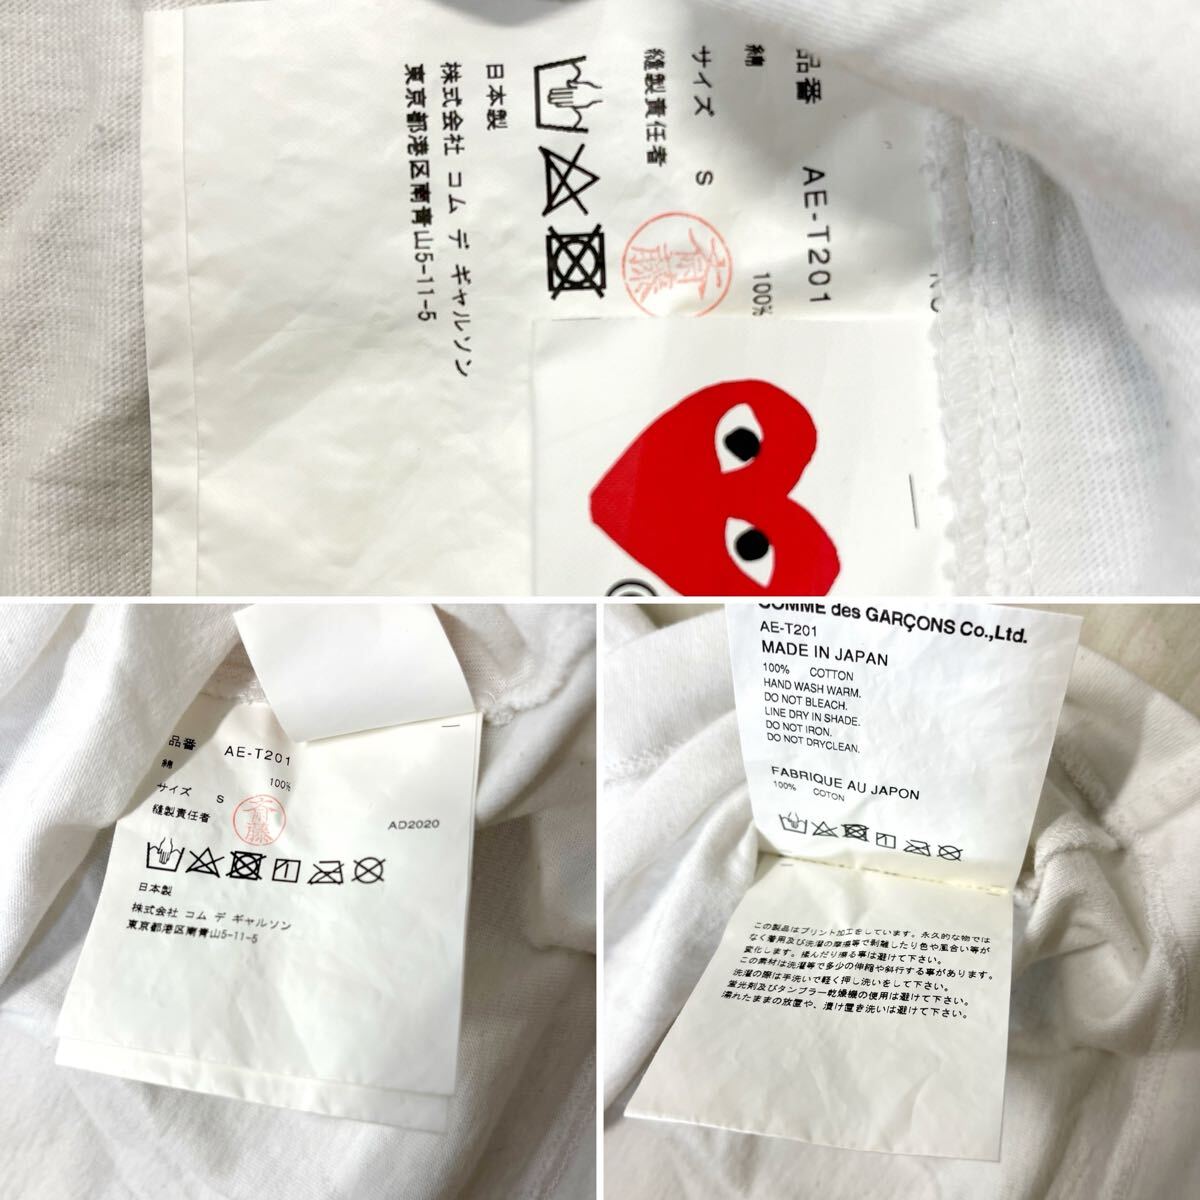 品番 AE-T201
綿 100%
サイズ S
縫製責任者 斎藤
日本製
株式会社 コム デ ギャルソン
東京都港区南青山5-11-5
品番 AE-T201
綿 100%
サイズ S
縫製責任者 斎藤
AD2020
日本製
株式会社 コム デ ギャルソン
東京都港区南青山5-11-5
COMME des GARÇONS Co.,Ltd.
AE-T201
MADE IN JAPAN
100% COTTON
HAND WASH WARM.
DO NOT BLEACH.
LINE DRY IN SHADE.
DO NOT IRON.
DO NOT DRYCLEAN.
FABRIQUE AU JAPON
100% COTON
この製品はプリント加工をしています。永久的な物では
なく着用及び洗濯の摩擦等で剥離したり色や風合い等が
変化します。揉んだり擦る事は避けて下さい。
この素材は洗濯等で多少の伸縮や斜行する事があります。
洗濯の際は手洗いで軽く押し洗いをして下さい。
蛍光剤及びタンブラー乾燥機の使用は避けて下さい。
濡れたままの放置や、漬け置き洗いは避けて下さい。